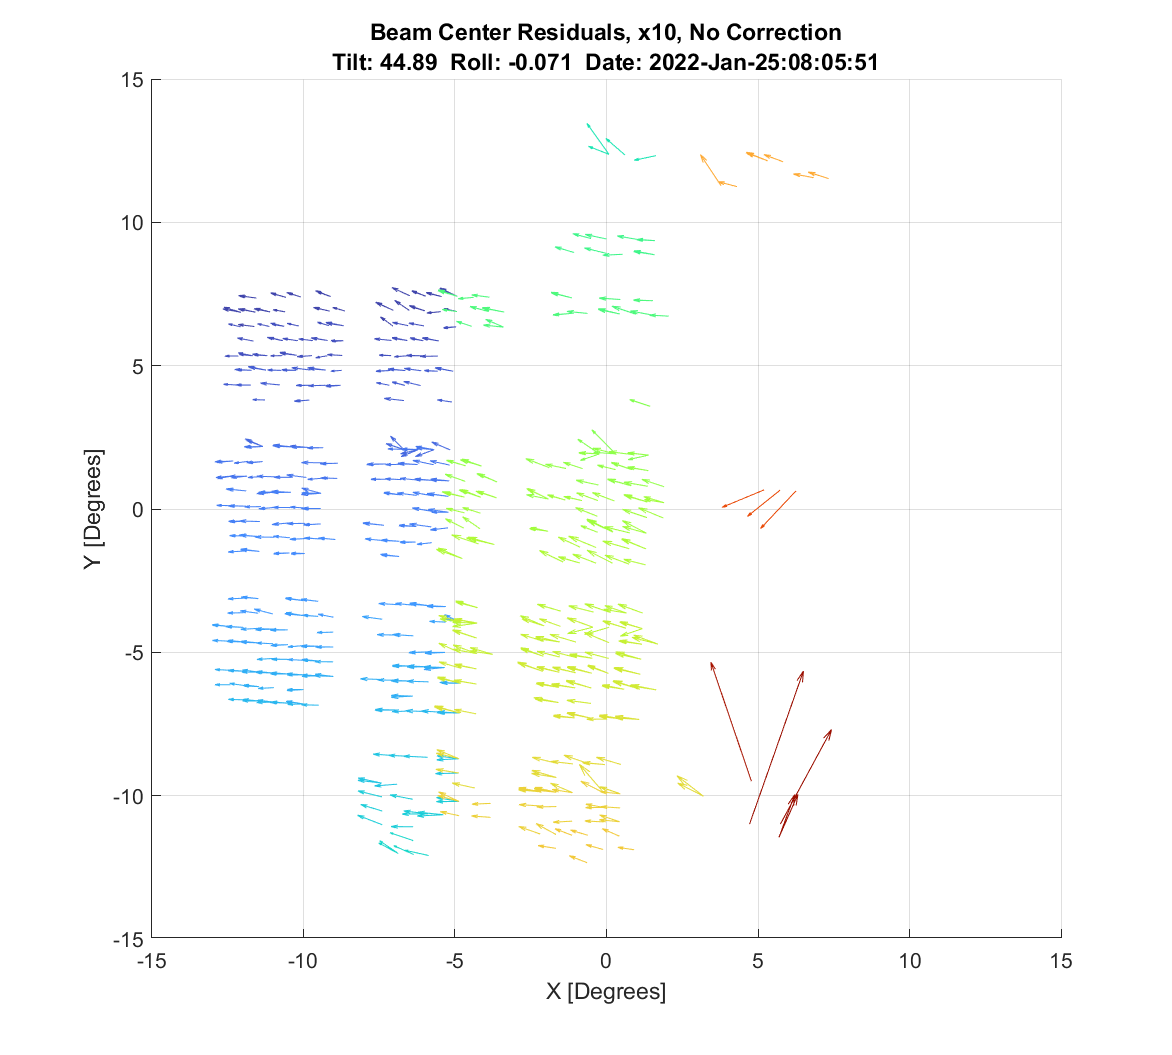 Beam Center Residuals, x10, No Correction
Tilt: 44.89  Roll: -0.071  Date: 2022-Jan-25:08:05:51
15
10
5
0
-5
-10
-15
Y [Degrees]
-15 -10 -5 0 5 10 15
X [Degrees]